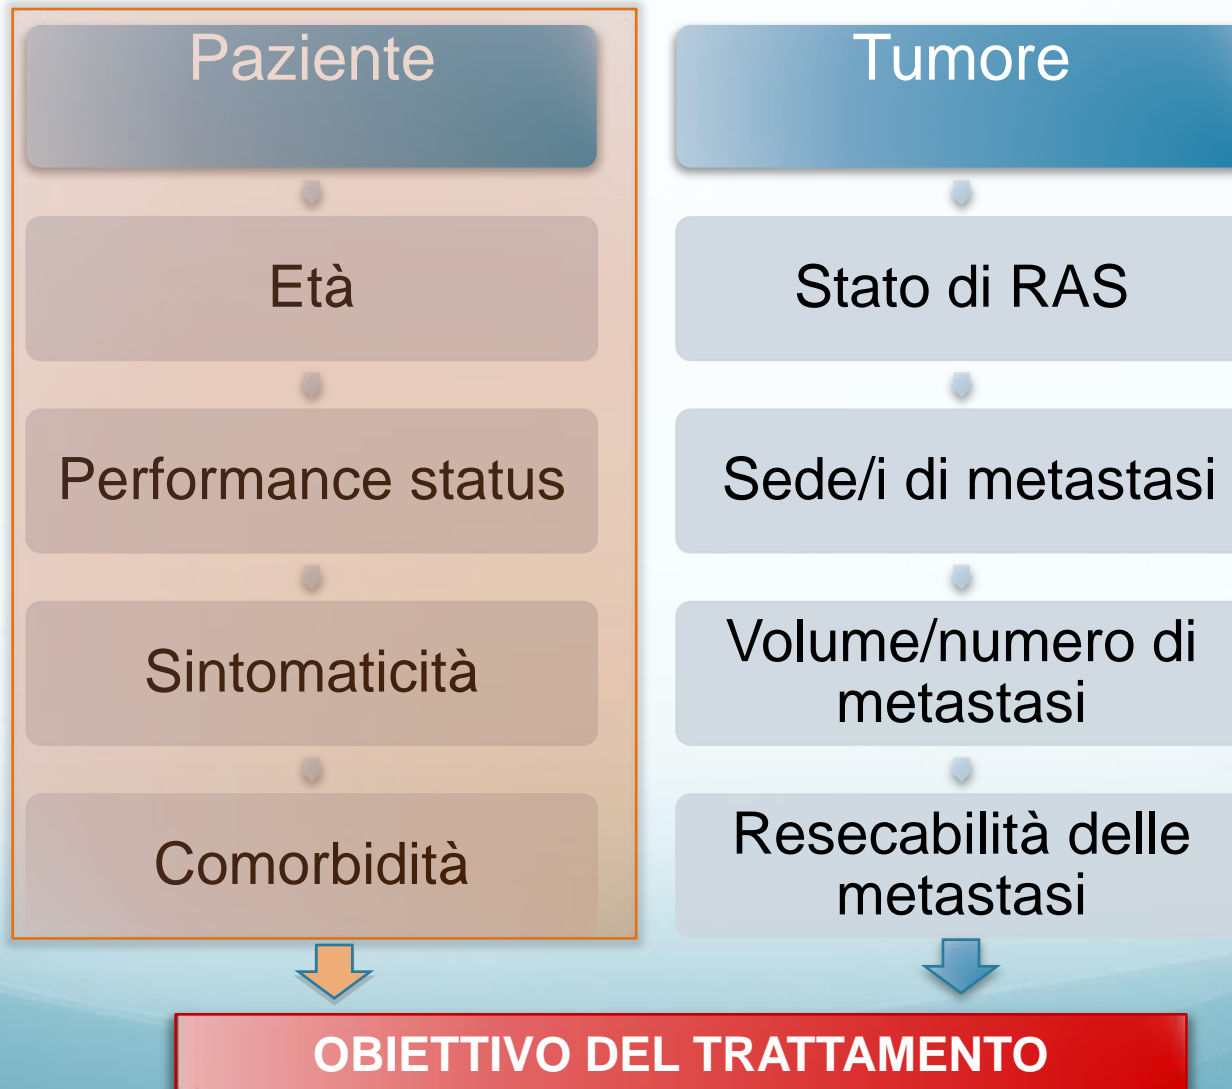 Paziente
Età
Performance status
Sintomaticità
Comorbidità
Tumore
Stato di RAS
Sede/i di metastasi
Volume/numero di
metastasi
Resecabilità delle
metastasi
OBIETTIVO DEL TRATTAMENTO